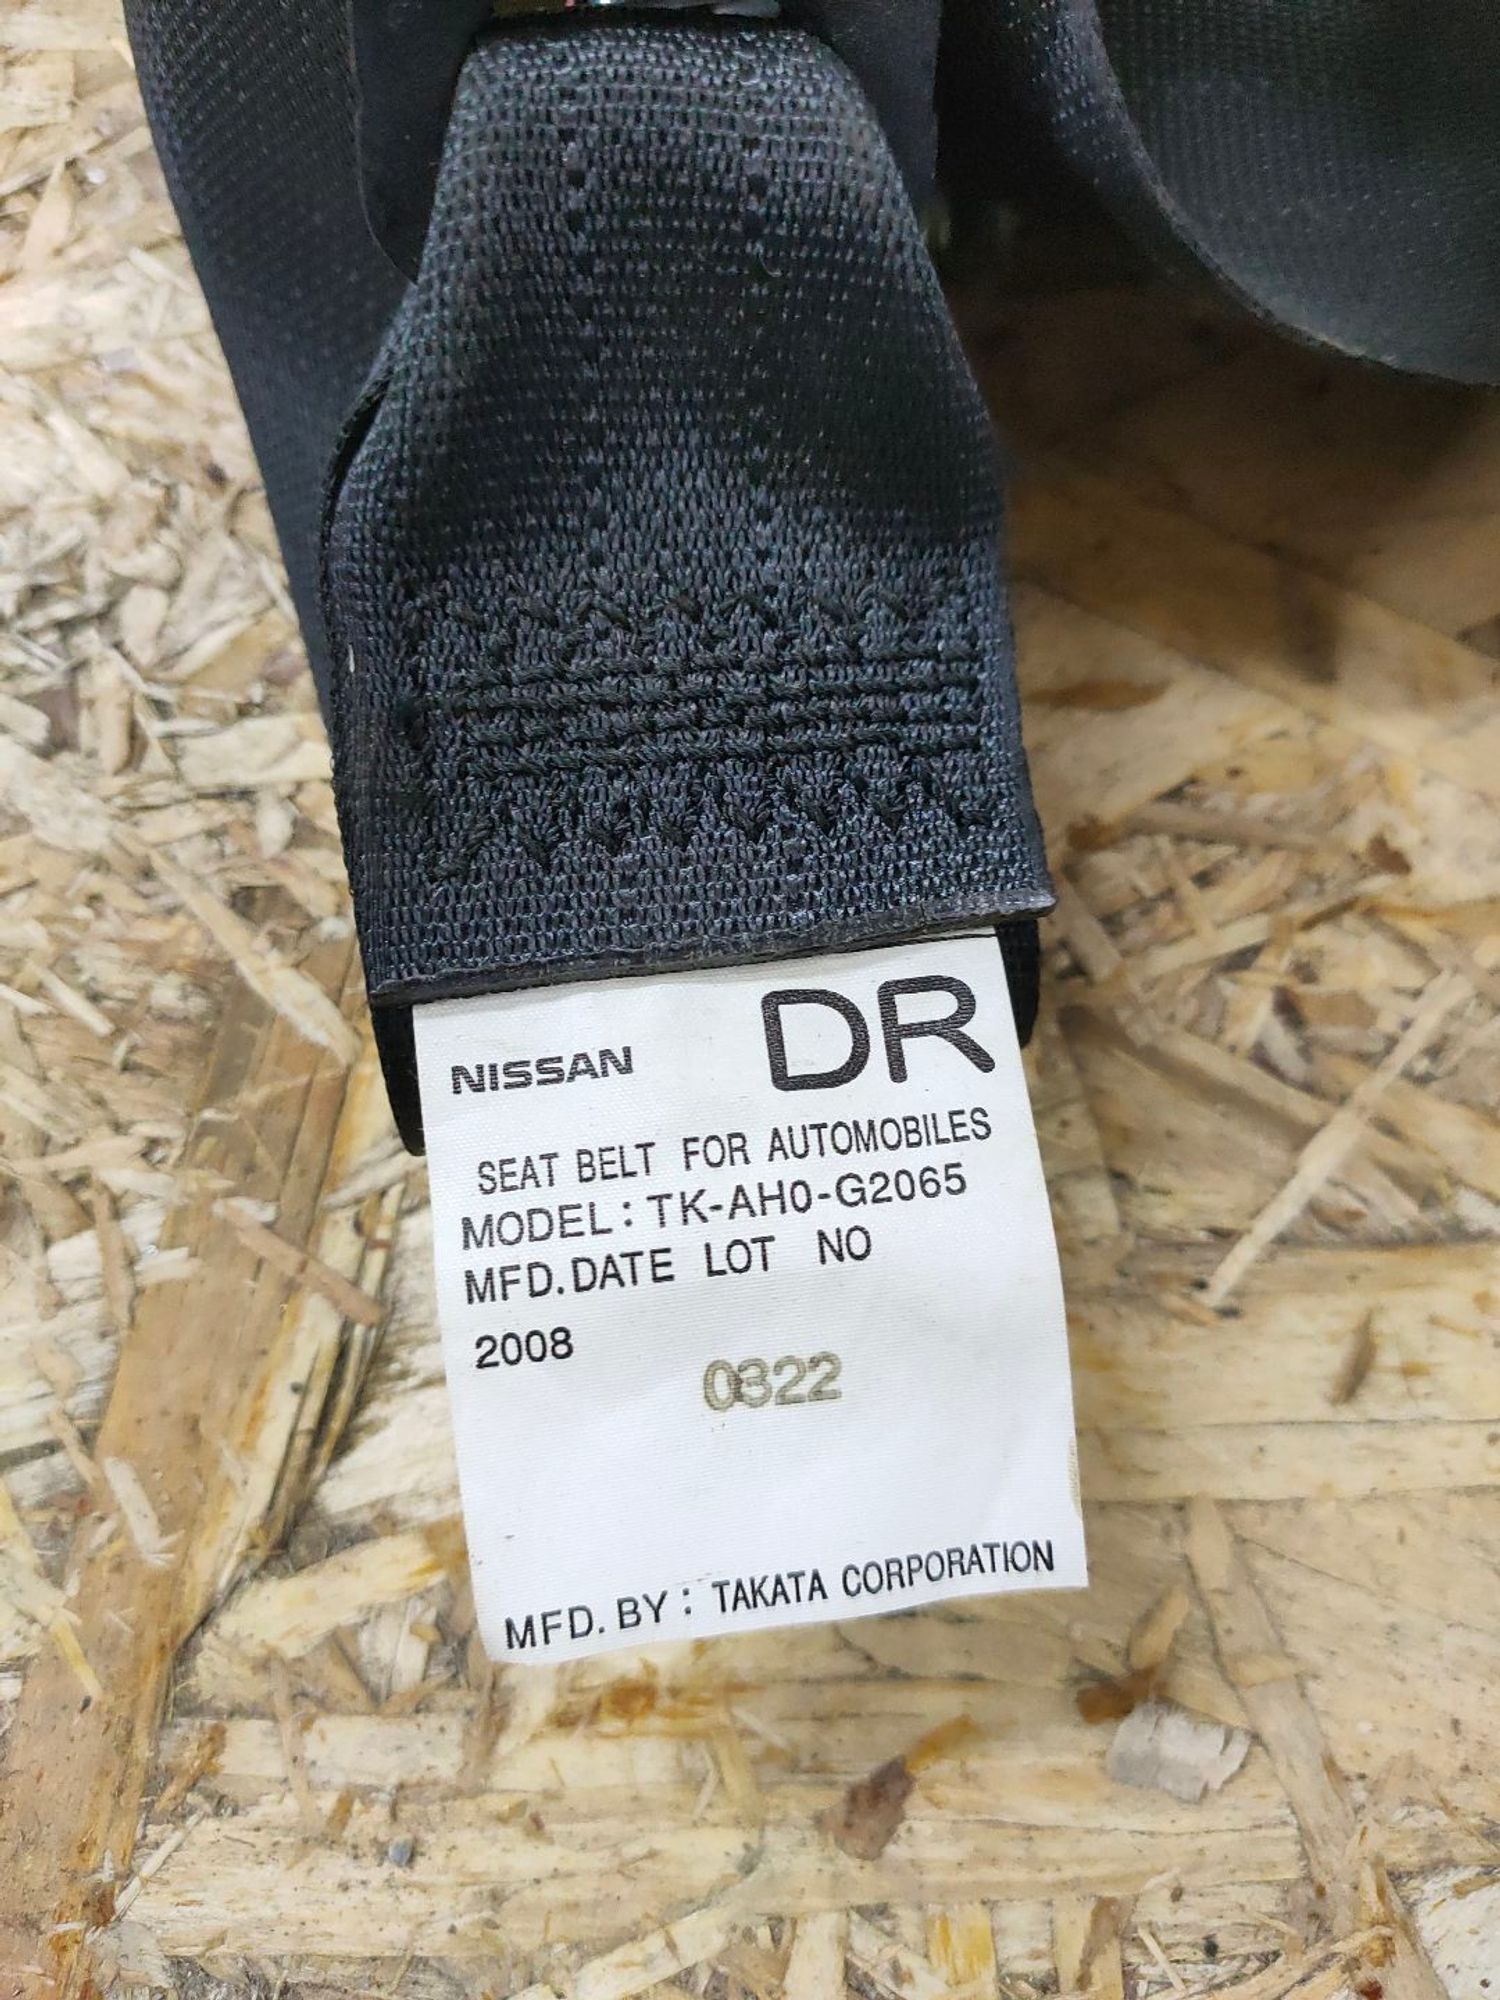 NISSAN DR
SEAT BELT FOR AUTOMOBILES
MODEL: TK-AH0-G2065
MFD.DATE LOT NO
2008
0322
MFD. BY : TAKATA CORPORATION